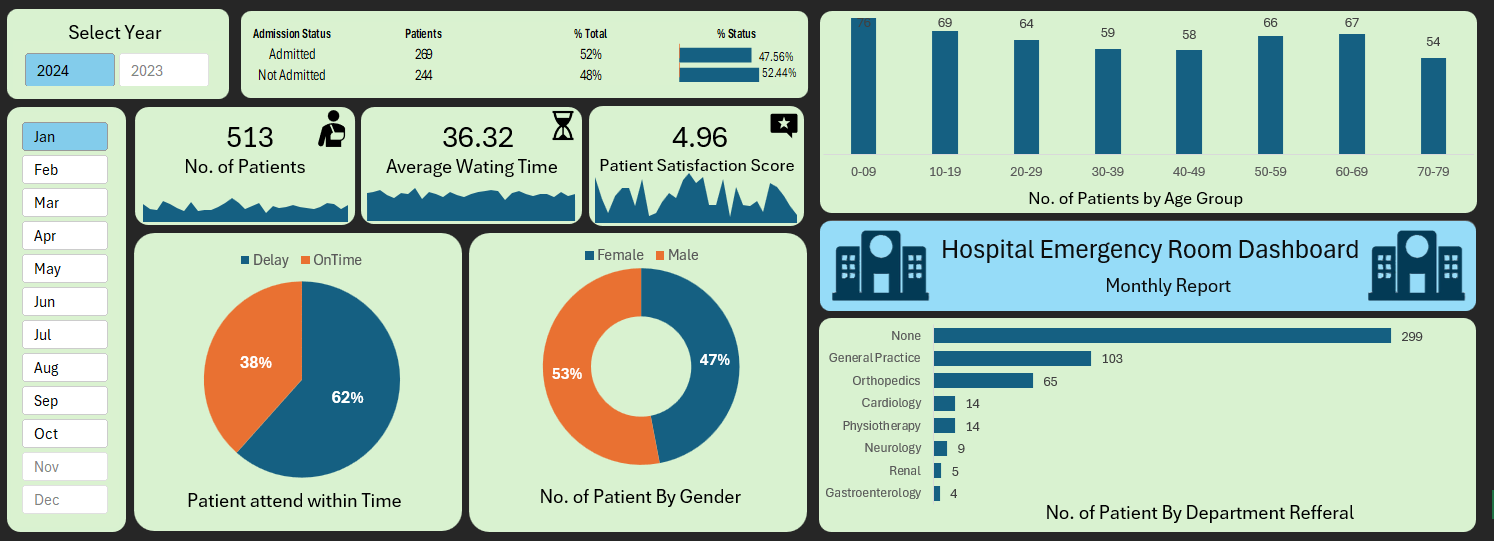 Select Year
2024
2023
Admission Status Patients % Total % Status
Admitted 269 52% 47.56%
Not Admitted 244 48% 52.44%
Jan
Feb
Mar
Apr
May
Jun
Jul
Aug
Sep
Oct
Nov
Dec
513
No. of Patients
36.32
Average Wating Time
4.96
Patient Satisfaction Score
Delay OnTime
38%
62%
Patient attend within Time
Female Male
47%
53%
No. of Patient By Gender
76 69 64 59 58 66 67 54
0-09 10-19 20-29 30-39 40-49 50-59 60-69 70-79
No. of Patients by Age Group
Hospital Emergency Room Dashboard
Monthly Report
None 299
General Practice 103
Orthopedics 65
Cardiology 14
Physiotherapy 14
Neurology 9
Renal 5
Gastroenterology 4
No. of Patient By Department Refferal